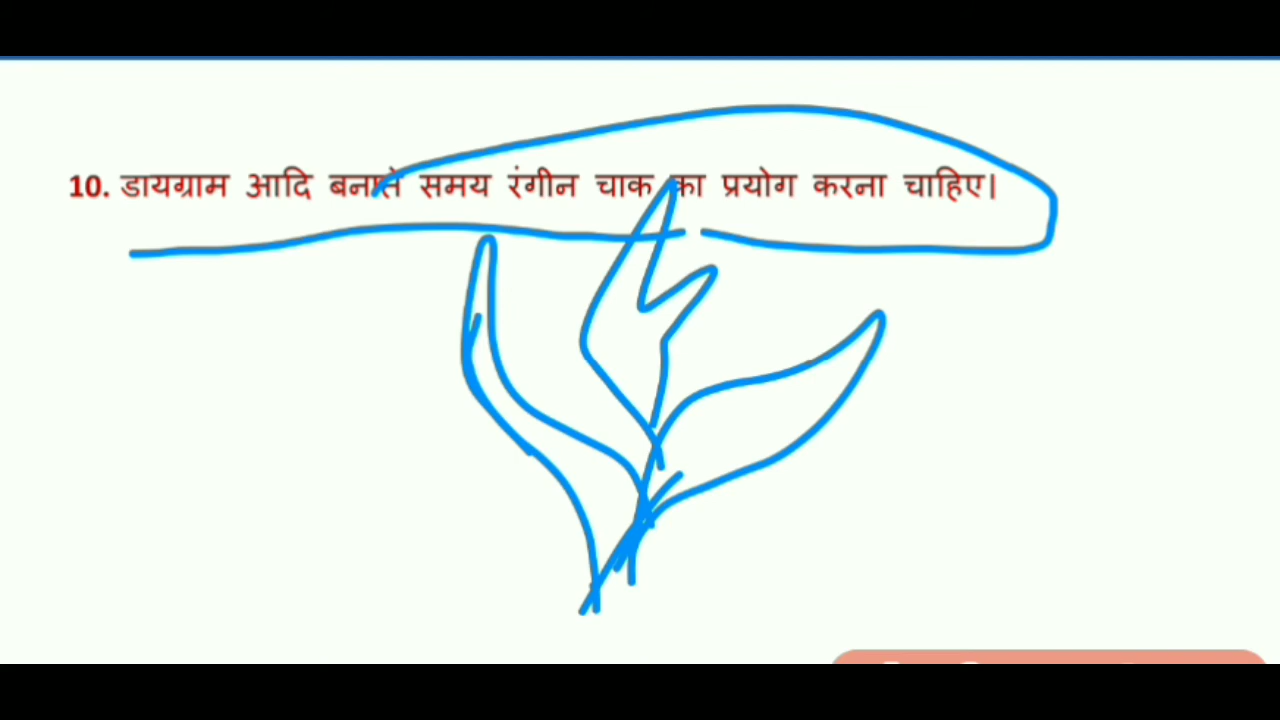 10. डायग्राम आदि बनाते समय रंगीन चाक का प्रयोग करना चाहिए।